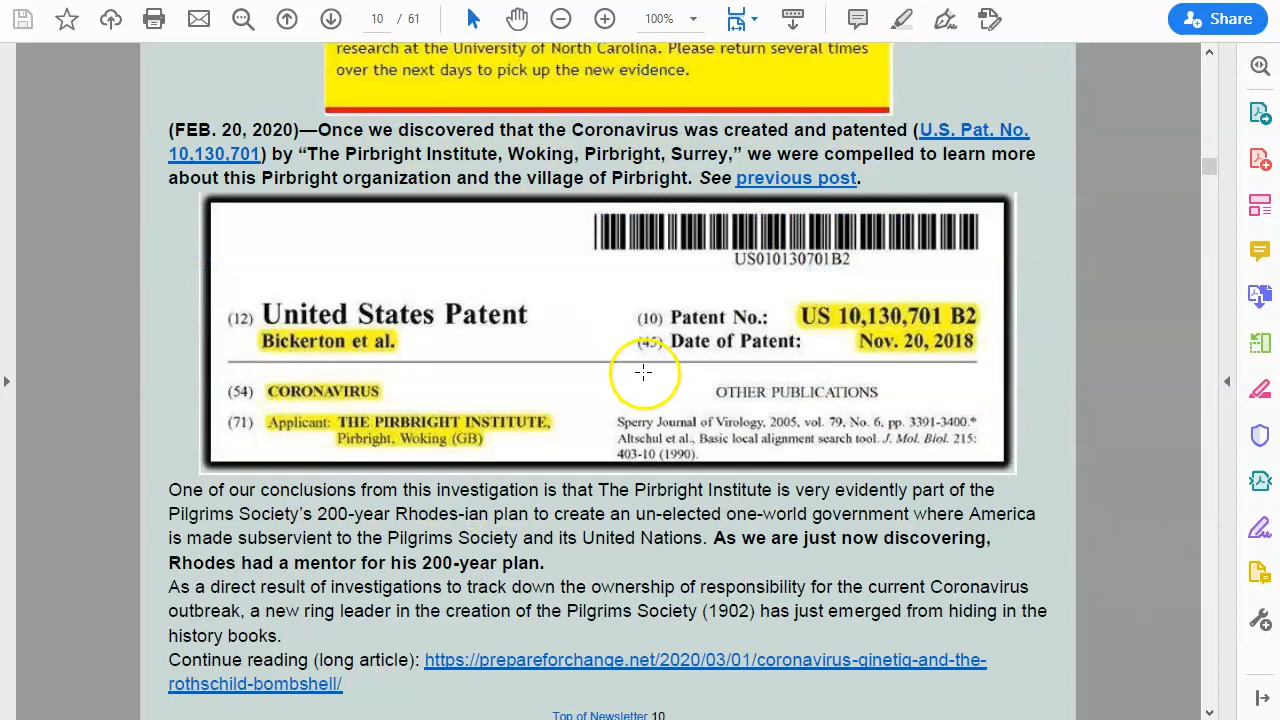 10 / 61
100%
Share
research at the University of North Carolina. Please return several times
over the next days to pick up the new evidence.
(FEB. 20, 2020)—Once we discovered that the Coronavirus was created and patented (U.S. Pat. No.
10,130,701) by “The Pirbright Institute, Woking, Pirbright, Surrey,” we were compelled to learn more
about this Pirbright organization and the village of Pirbright. See previous post.
US010130701B2
(12) United States Patent
Bickerton et al.
(10) Patent No.: US 10,130,701 B2
(45) Date of Patent: Nov. 20, 2018
(54) CORONAVIRUS
(71) Applicant: THE PIRBRIGHT INSTITUTE,
Pirbright, Woking (GB)
OTHER PUBLICATIONS
Sperry Journal of Virology, 2005, vol. 79, No. 6, pp. 3391-3400.*
Altschul et al., Basic local alignment search tool. J. Mol. Biol. 215:
403-10 (1990).
One of our conclusions from this investigation is that The Pirbright Institute is very evidently part of the
Pilgrims Society’s 200-year Rhodes-ian plan to create an un-elected one-world government where America
is made subservient to the Pilgrims Society and its United Nations. As we are just now discovering,
Rhodes had a mentor for his 200-year plan.
As a direct result of investigations to track down the ownership of responsibility for the current Coronavirus
outbreak, a new ring leader in the creation of the Pilgrims Society (1902) has just emerged from hiding in the
history books.
Continue reading (long article): https://prepareforchange.net/2020/03/01/coronavirus-qinetiq-and-the-
rothschild-bombshell/
Top of Newsletter 10